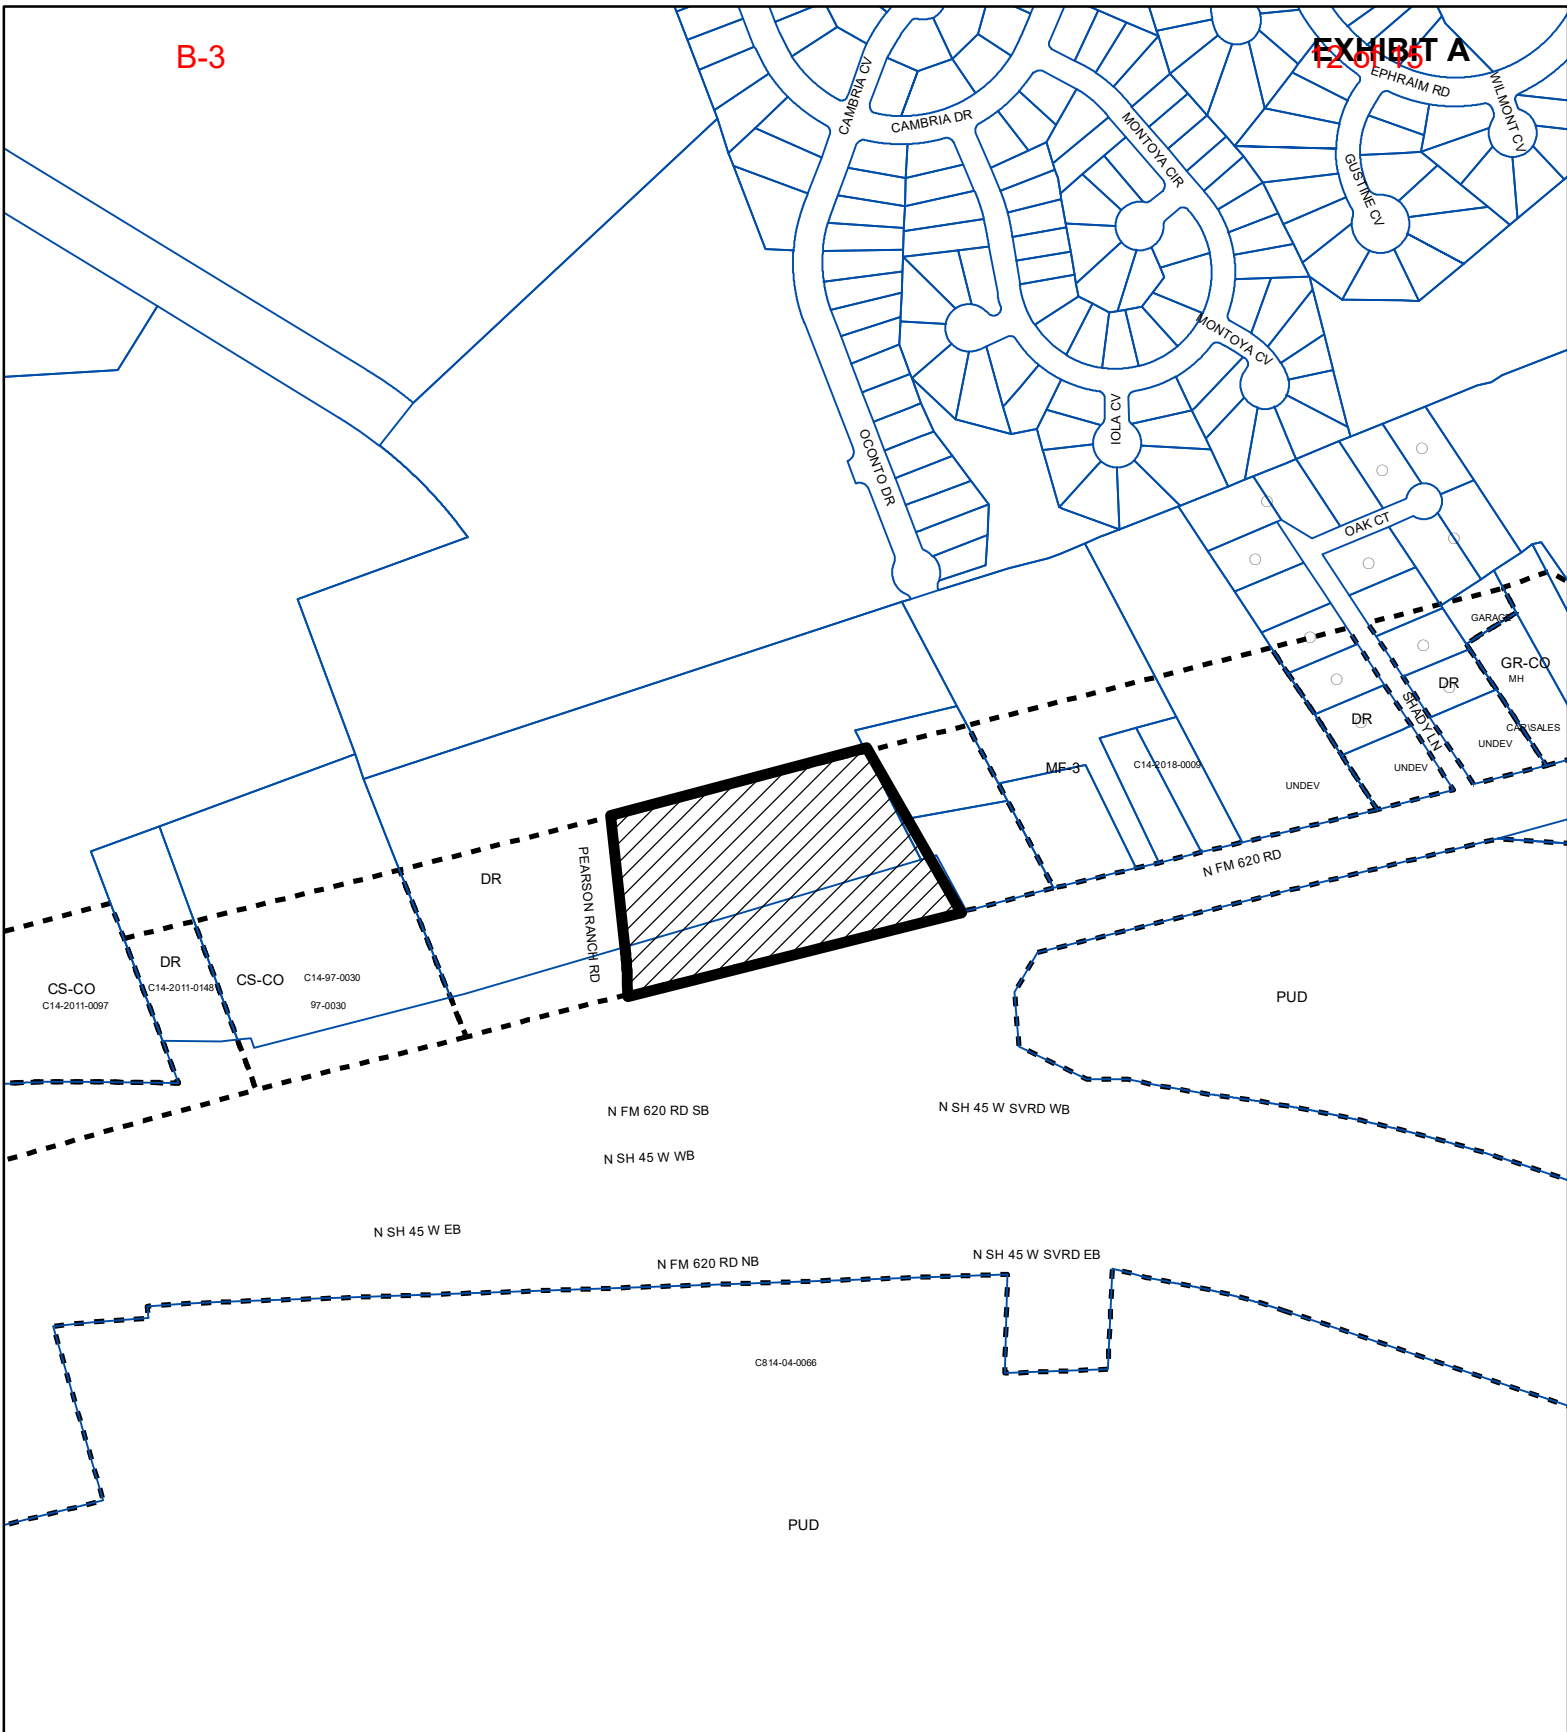 B-3
EXHIBIT A
12 of 15
EPHRAIM RD
WILMONT CV
CAMBRIA CV
CAMBRIA DR
MONTOYA CIR
GUSTINE CV
MONTOYA CV
IOLA CV
OCONTO DR
OAK CT
GARAGE
GR-CO
MH
DR
SHADY LN
DR
CAR\SALES
UNDEV
UNDEV
UNDEV
MF-3
C14-2018-0009
N FM 620 RD
PEARSON RANCH RD
DR
DR
C14-2011-0148
CS-CO
C14-97-0030
97-0030
CS-CO
C14-2011-0097
PUD
N FM 620 RD SB
N SH 45 W SVRD WB
N SH 45 W WB
N SH 45 W EB
N FM 620 RD NB
N SH 45 W SVRD EB
C814-04-0066
PUD